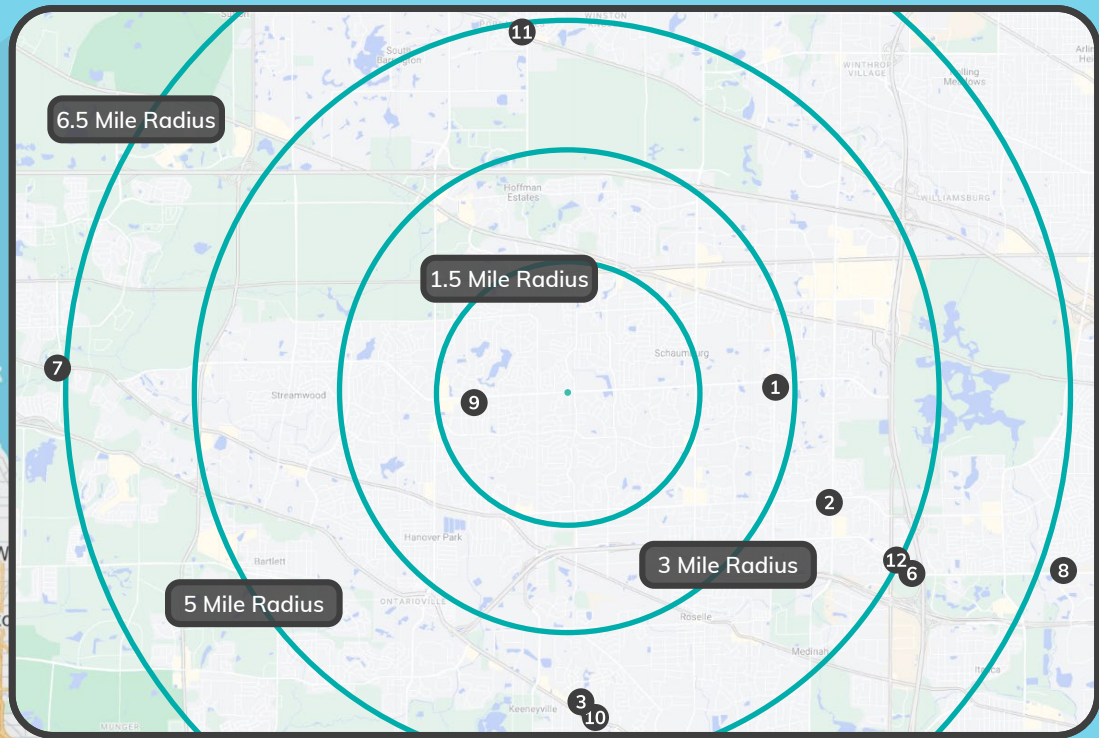 WINSTON
11
South
Barrington
WINTHROP
VILLAGE
Rolling
Meadows
6.5 Mile Radius
Hoffman
Estates
WILLIAMSBURG
1.5 Mile Radius
Schaumburg
7
1
Streamwood
9
2
Hanover Park
12
Bartlett
3 Mile Radius
6
8
5 Mile Radius
ONTARIOVILLE
Roselle
Medinah
Itasca
3
Keeneyville
10
MUNGER